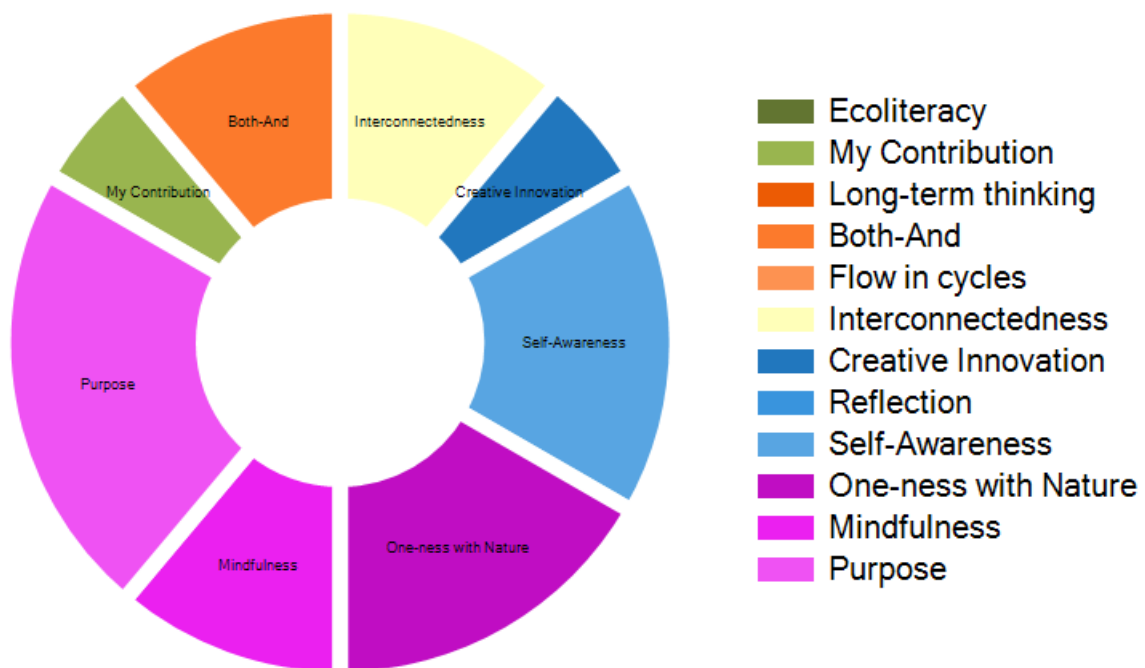 Both-And
Interconnectedness
My Contribution
Creative Innovation
Self-Awareness
Purpose
One-ness with Nature
Mindfulness
Ecoliteracy
My Contribution
Long-term thinking
Both-And
Flow in cycles
Interconnectedness
Creative Innovation
Reflection
Self-Awareness
One-ness with Nature
Mindfulness
Purpose